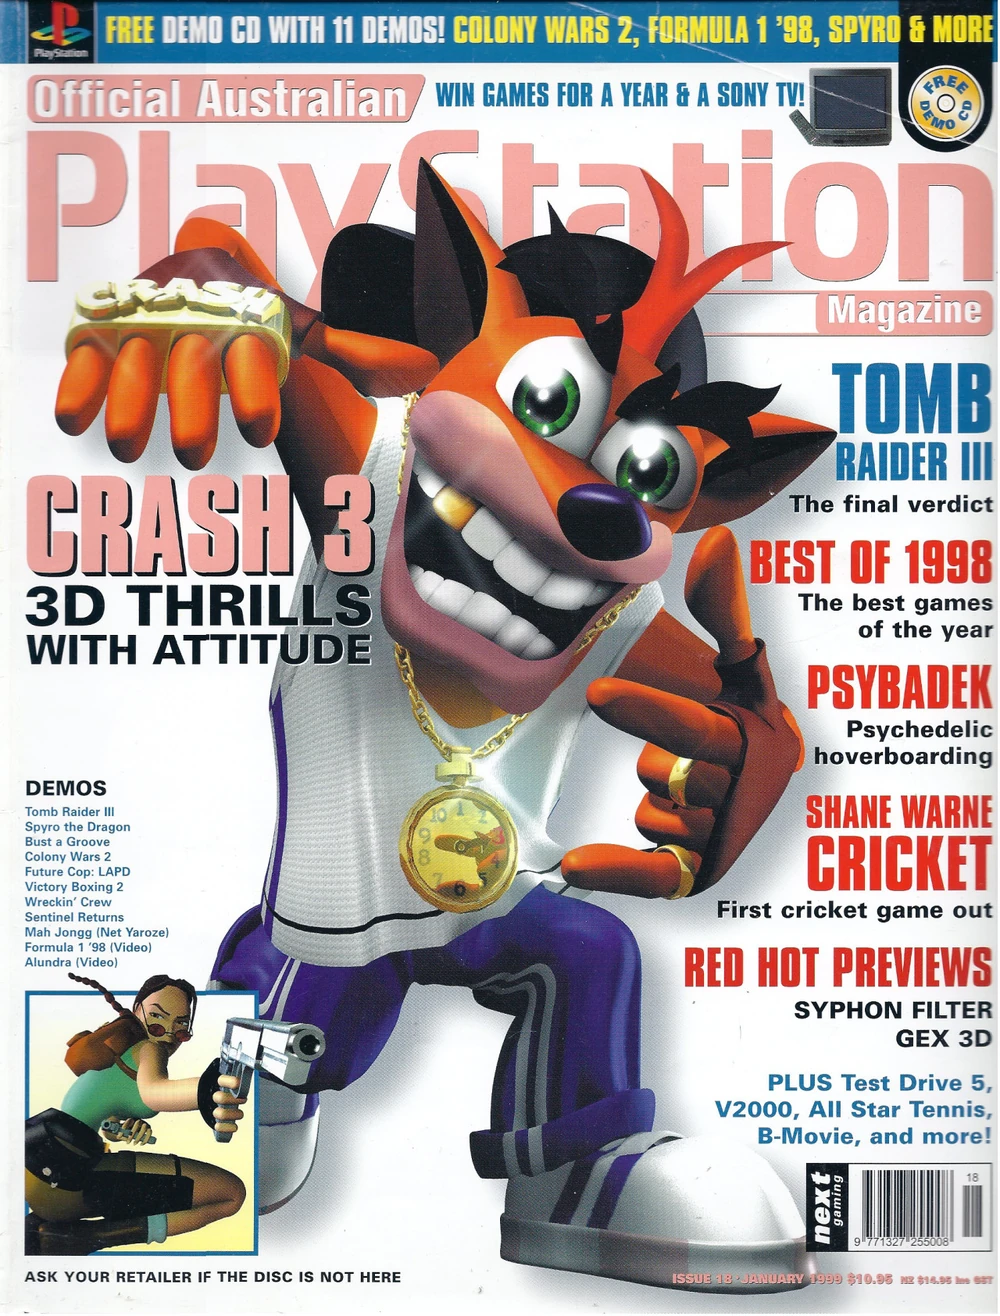 PlayStation
FREE DEMO CD WITH 11 DEMOS! COLONY WARS 2, FORMULA 1 '98, SPYRO & MORE
Official Australian
WIN GAMES FOR A YEAR & A SONY TV!
FREE DEMO CD
PlayStation
Magazine
CRASH
TOMB
RAIDER III
The final verdict
CRASH 3
3D THRILLS
WITH ATTITUDE
BEST OF 1998
The best games
of the year
PSYBADEK
Psychedelic
hoverboarding
SHANE WARNE
CRICKET
First cricket game out
RED HOT PREVIEWS
SYPHON FILTER
GEX 3D
PLUS Test Drive 5,
V2000, All Star Tennis,
B-Movie, and more!
DEMOS
Tomb Raider III
Spyro the Dragon
Bust a Groove
Colony Wars 2
Future Cop: LAPD
Victory Boxing 2
Wreckin' Crew
Sentinel Returns
Mah Jongg (Net Yaroze)
Formula 1 '98 (Video)
Alundra (Video)
next
gaming
18
9 771327 255008
ASK YOUR RETAILER IF THE DISC IS NOT HERE
ISSUE 18 · JANUARY 1999 $10.95 NZ $14.95 Inc GST